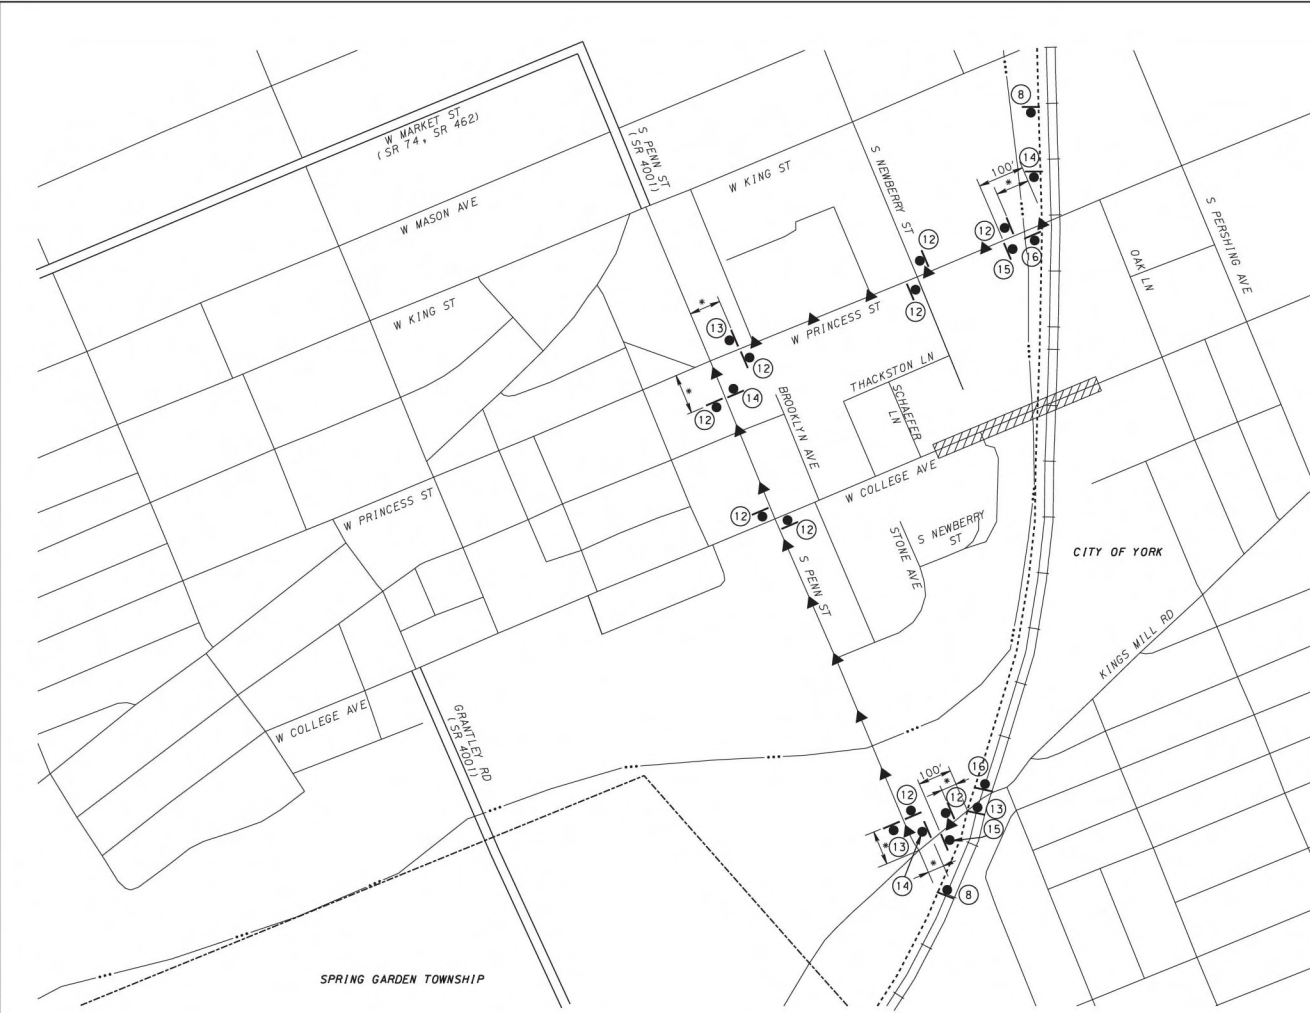 W MARKET ST
( SR 74, SR 462)
S PENN ST
( SR 4001)
8
14
100'
*
W KING ST
S NEWBERRY ST
S PERSHING AVE
W MASON AVE
12
12
15
16
OAK LN
W KING ST
12
*
13
12
W PRINCESS ST
THACKSTON LN
SCHAEFER
LN
*
14
12
BROOKLYN AVE
W COLLEGE AVE
W PRINCESS ST
12
12
STONE AVE
S NEWBERRY
ST
CITY OF YORK
S PENN ST
KINGS MILL RD
W COLLEGE AVE
GRANTLEY RD
( SR 4001)
100'
*
16
12
12
13
15
13
*
*
14
8
SPRING GARDEN TOWNSHIP